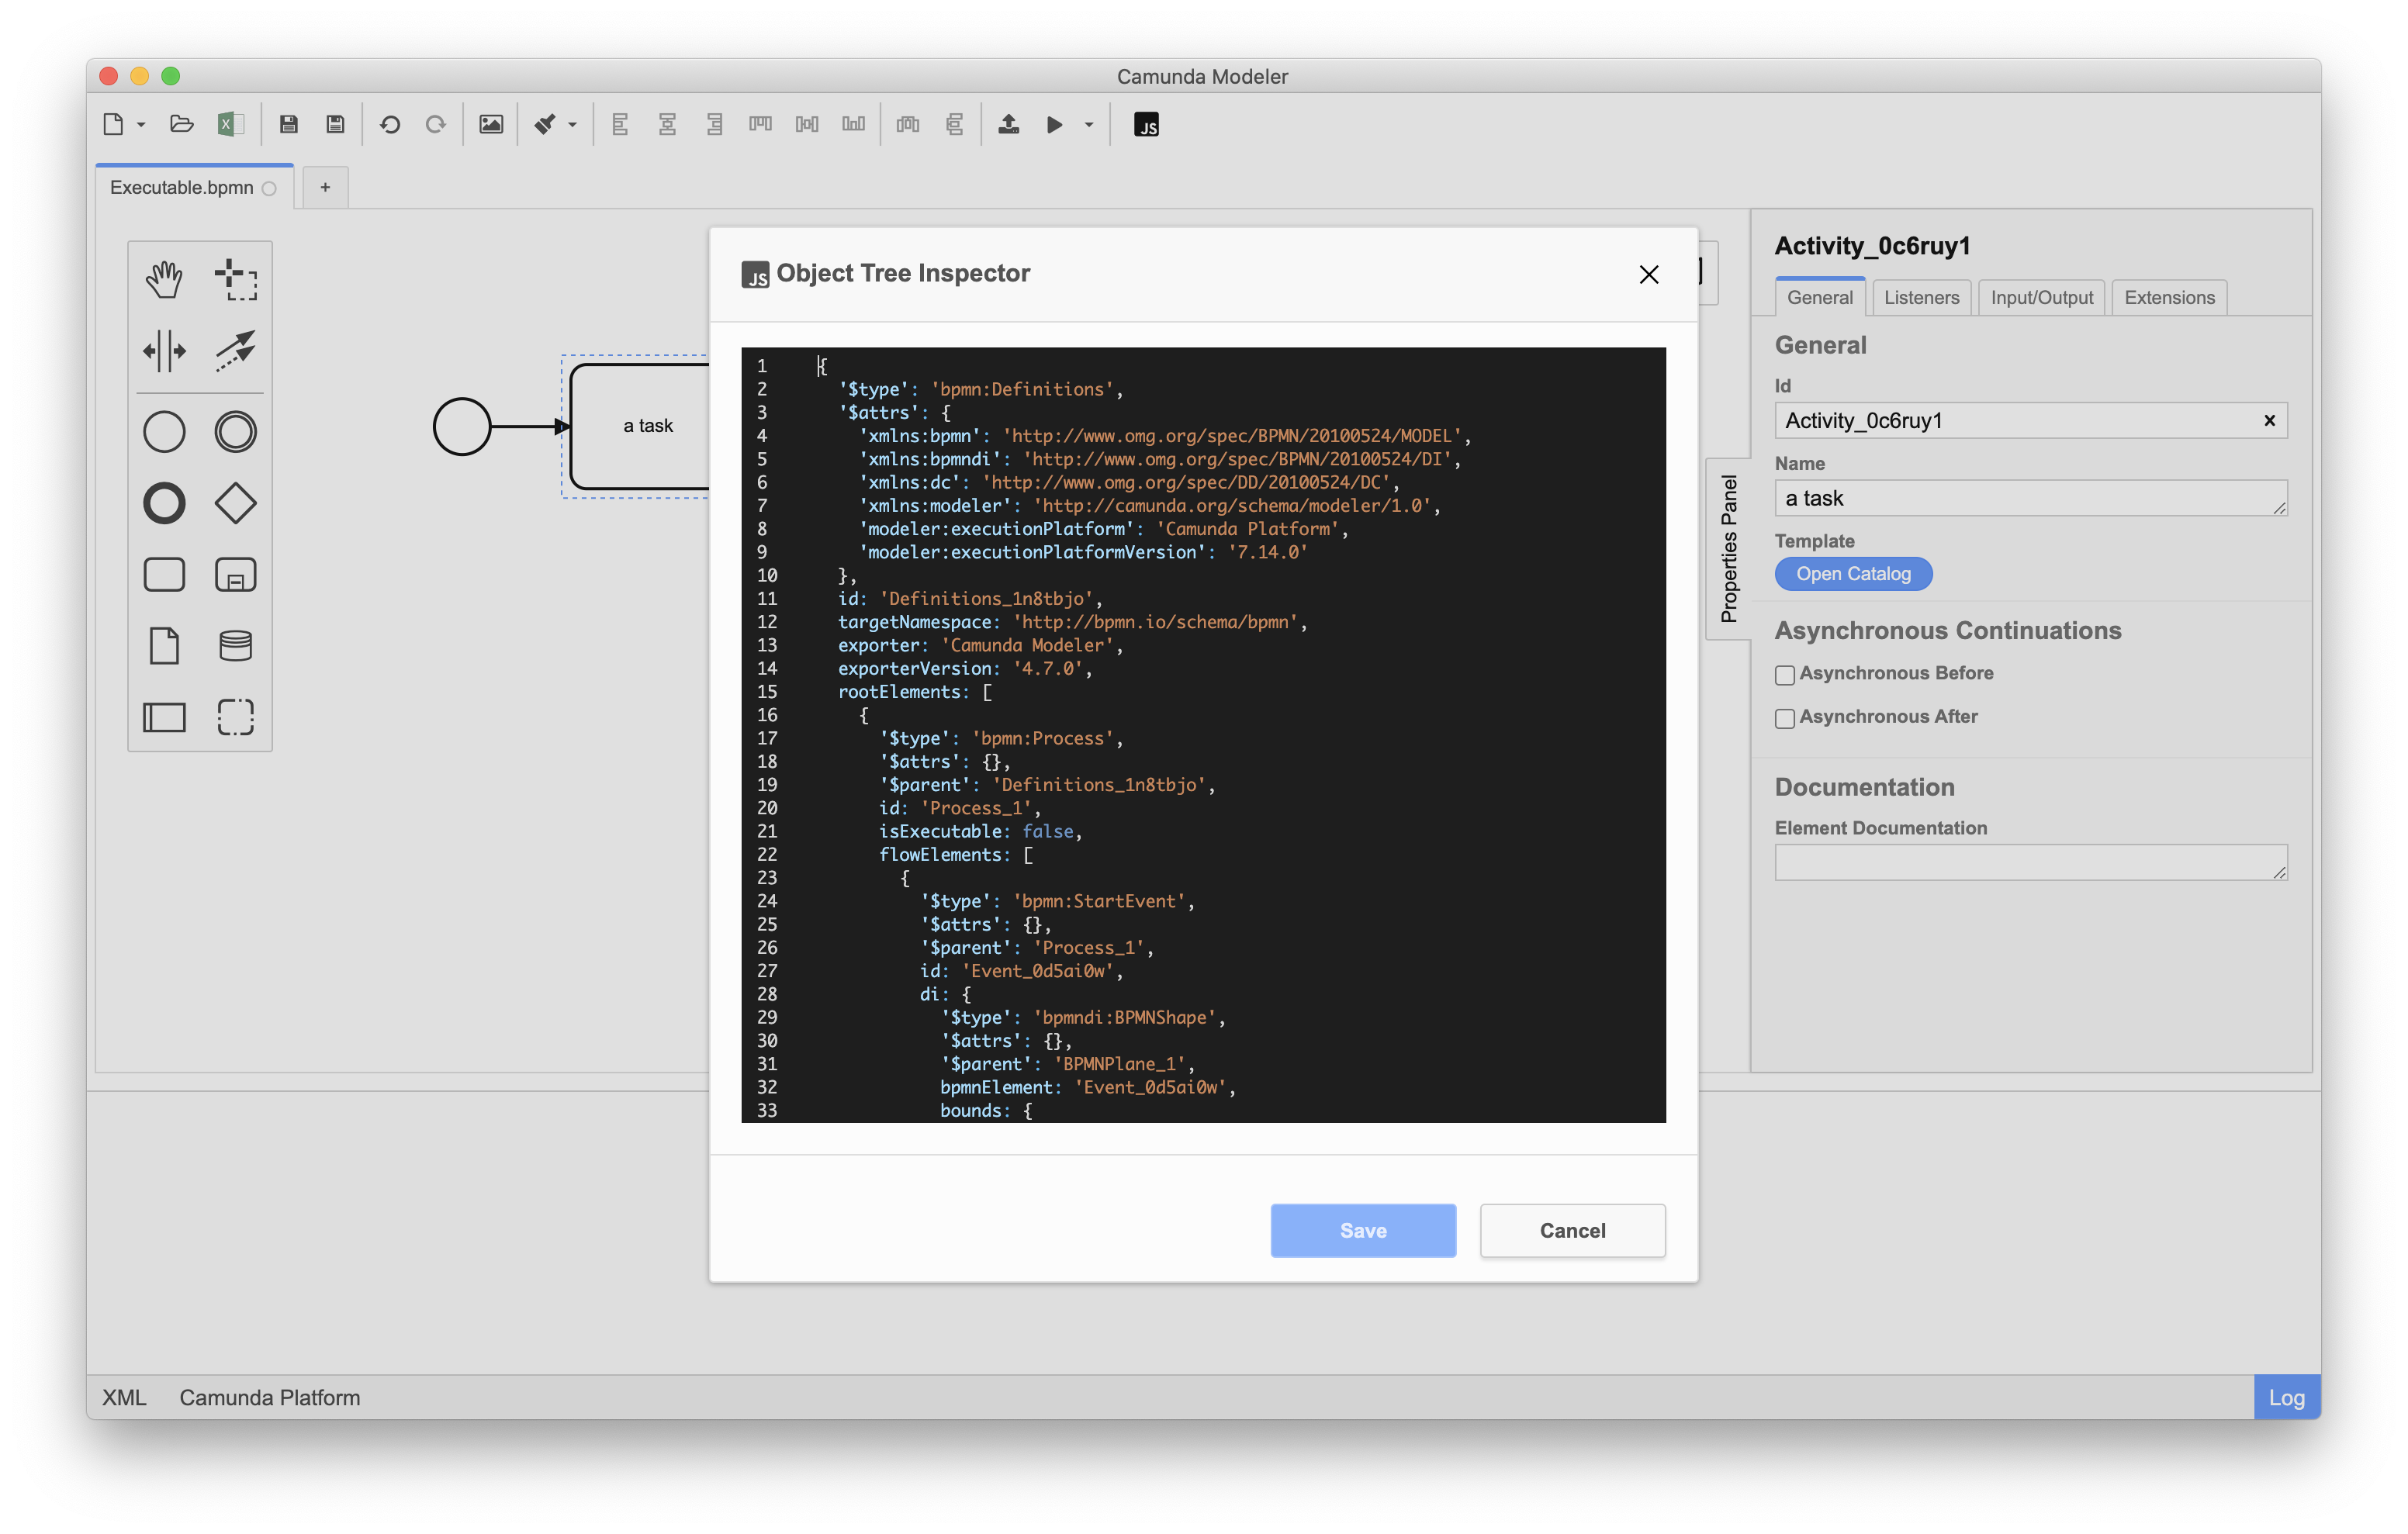 Camunda Modeler
X
JS
Executable.bpmn
+
a task
JS Object Tree Inspector
1 {
2 '$type': 'bpmn:Definitions',
3 '$attrs': {
4 'xmlns:bpmn': 'http://www.omg.org/spec/BPMN/20100524/MODEL',
5 'xmlns:bpmndi': 'http://www.omg.org/spec/BPMN/20100524/DI',
6 'xmlns:dc': 'http://www.omg.org/spec/DD/20100524/DC',
7 'xmlns:modeler': 'http://camunda.org/schema/modeler/1.0',
8 'modeler:executionPlatform': 'Camunda Platform',
9 'modeler:executionPlatformVersion': '7.14.0'
10 },
11 id: 'Definitions_1n8tbjo',
12 targetNamespace: 'http://bpmn.io/schema/bpmn',
13 exporter: 'Camunda Modeler',
14 exporterVersion: '4.7.0',
15 rootElements: [
16 {
17 '$type': 'bpmn:Process',
18 '$attrs': {},
19 '$parent': 'Definitions_1n8tbjo',
20 id: 'Process_1',
21 isExecutable: false,
22 flowElements: [
23 {
24 '$type': 'bpmn:StartEvent',
25 '$attrs': {},
26 '$parent': 'Process_1',
27 id: 'Event_0d5ai0w',
28 di: {
29 '$type': 'bpmndi:BPMNShape',
30 '$attrs': {},
31 '$parent': 'BPMNPlane_1',
32 bpmnElement: 'Event_0d5ai0w',
33 bounds: {
Save Cancel
Properties Panel
Activity_0c6ruy1
General Listeners Input/Output Extensions
General
Id
Activity_0c6ruy1
Name
a task
Template
Open Catalog
Asynchronous Continuations
Asynchronous Before
Asynchronous After
Documentation
Element Documentation
XML Camunda Platform Log